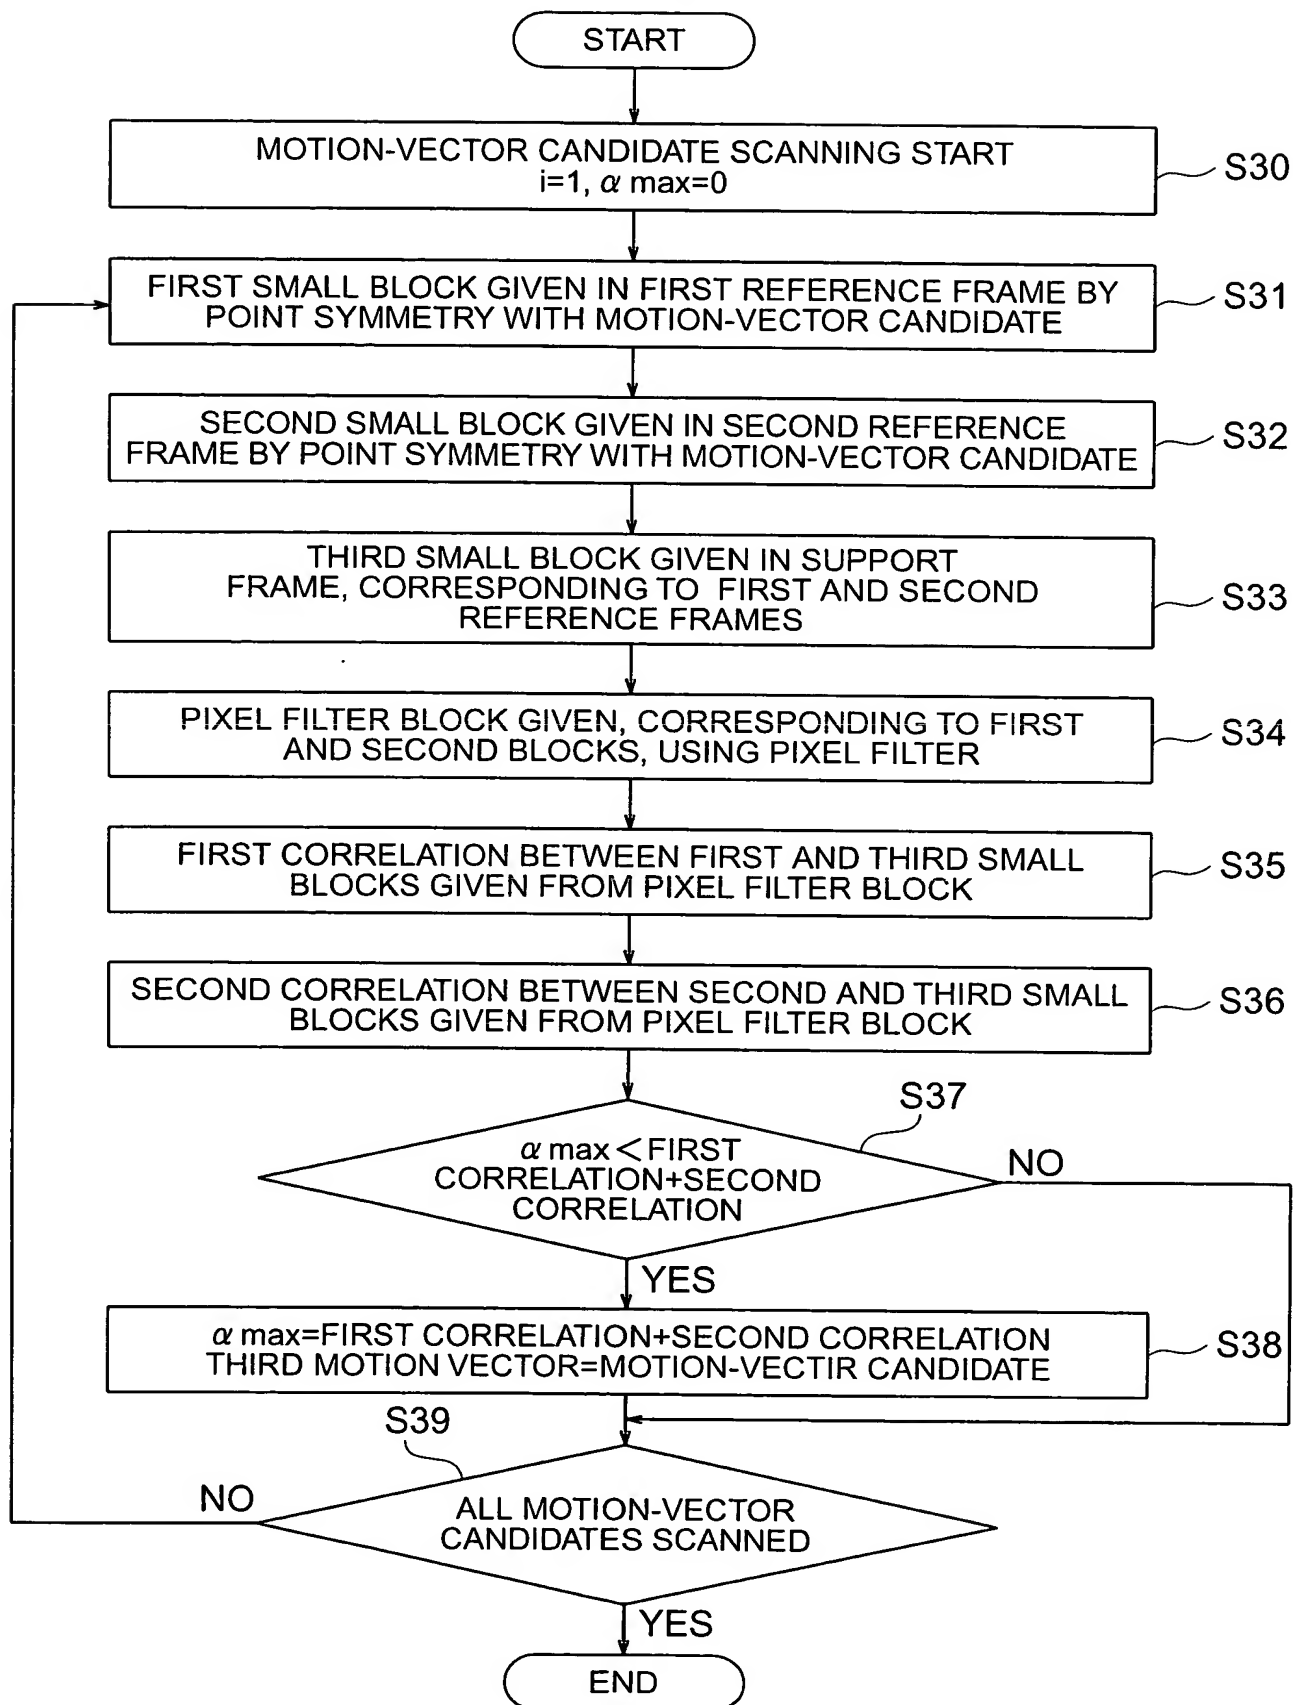 START
MOTION-VECTOR CANDIDATE SCANNING START
i=1, α max=0
S30
FIRST SMALL BLOCK GIVEN IN FIRST REFERENCE FRAME BY
POINT SYMMETRY WITH MOTION-VECTOR CANDIDATE
S31
SECOND SMALL BLOCK GIVEN IN SECOND REFERENCE
FRAME BY POINT SYMMETRY WITH MOTION-VECTOR CANDIDATE
S32
THIRD SMALL BLOCK GIVEN IN SUPPORT
FRAME, CORRESPONDING TO FIRST AND SECOND
REFERENCE FRAMES
S33
PIXEL FILTER BLOCK GIVEN, CORRESPONDING TO FIRST
AND SECOND BLOCKS, USING PIXEL FILTER
S34
FIRST CORRELATION BETWEEN FIRST AND THIRD SMALL
BLOCKS GIVEN FROM PIXEL FILTER BLOCK
S35
SECOND CORRELATION BETWEEN SECOND AND THIRD SMALL
BLOCKS GIVEN FROM PIXEL FILTER BLOCK
S36
S37
α max<FIRST
CORRELATION+SECOND
CORRELATION
NO
YES
α max=FIRST CORRELATION+SECOND CORRELATION
THIRD MOTION VECTOR=MOTION-VECTIR CANDIDATE
S38
S39
NO
ALL MOTION-VECTOR
CANDIDATES SCANNED
YES
END